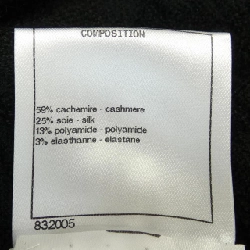 COMPOSITION
59% cachemire - cashmere
25% soie - silk
13% polyamide - polyamide
3% elasthanne - elastane
832005